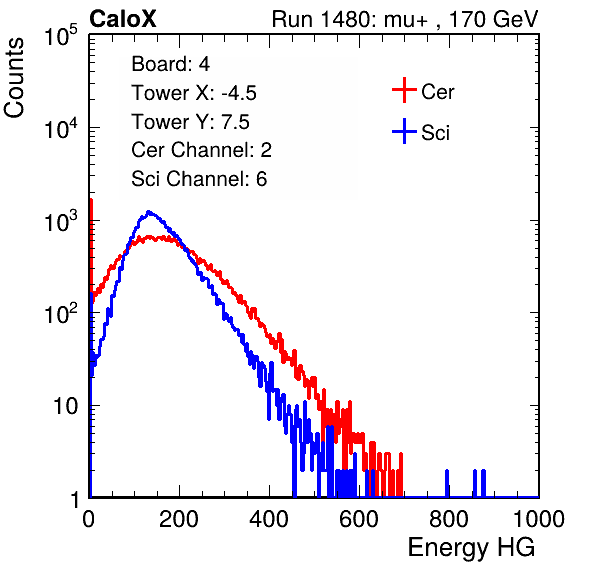 CaloX Run 1480: mu+ , 170 GeV
Counts
10^5
10^4
10^3
10^2
10
1
Board: 4
Tower X: -4.5
Tower Y: 7.5
Cer Channel: 2
Sci Channel: 6
Cer
Sci
0 200 400 600 800 1000
Energy HG